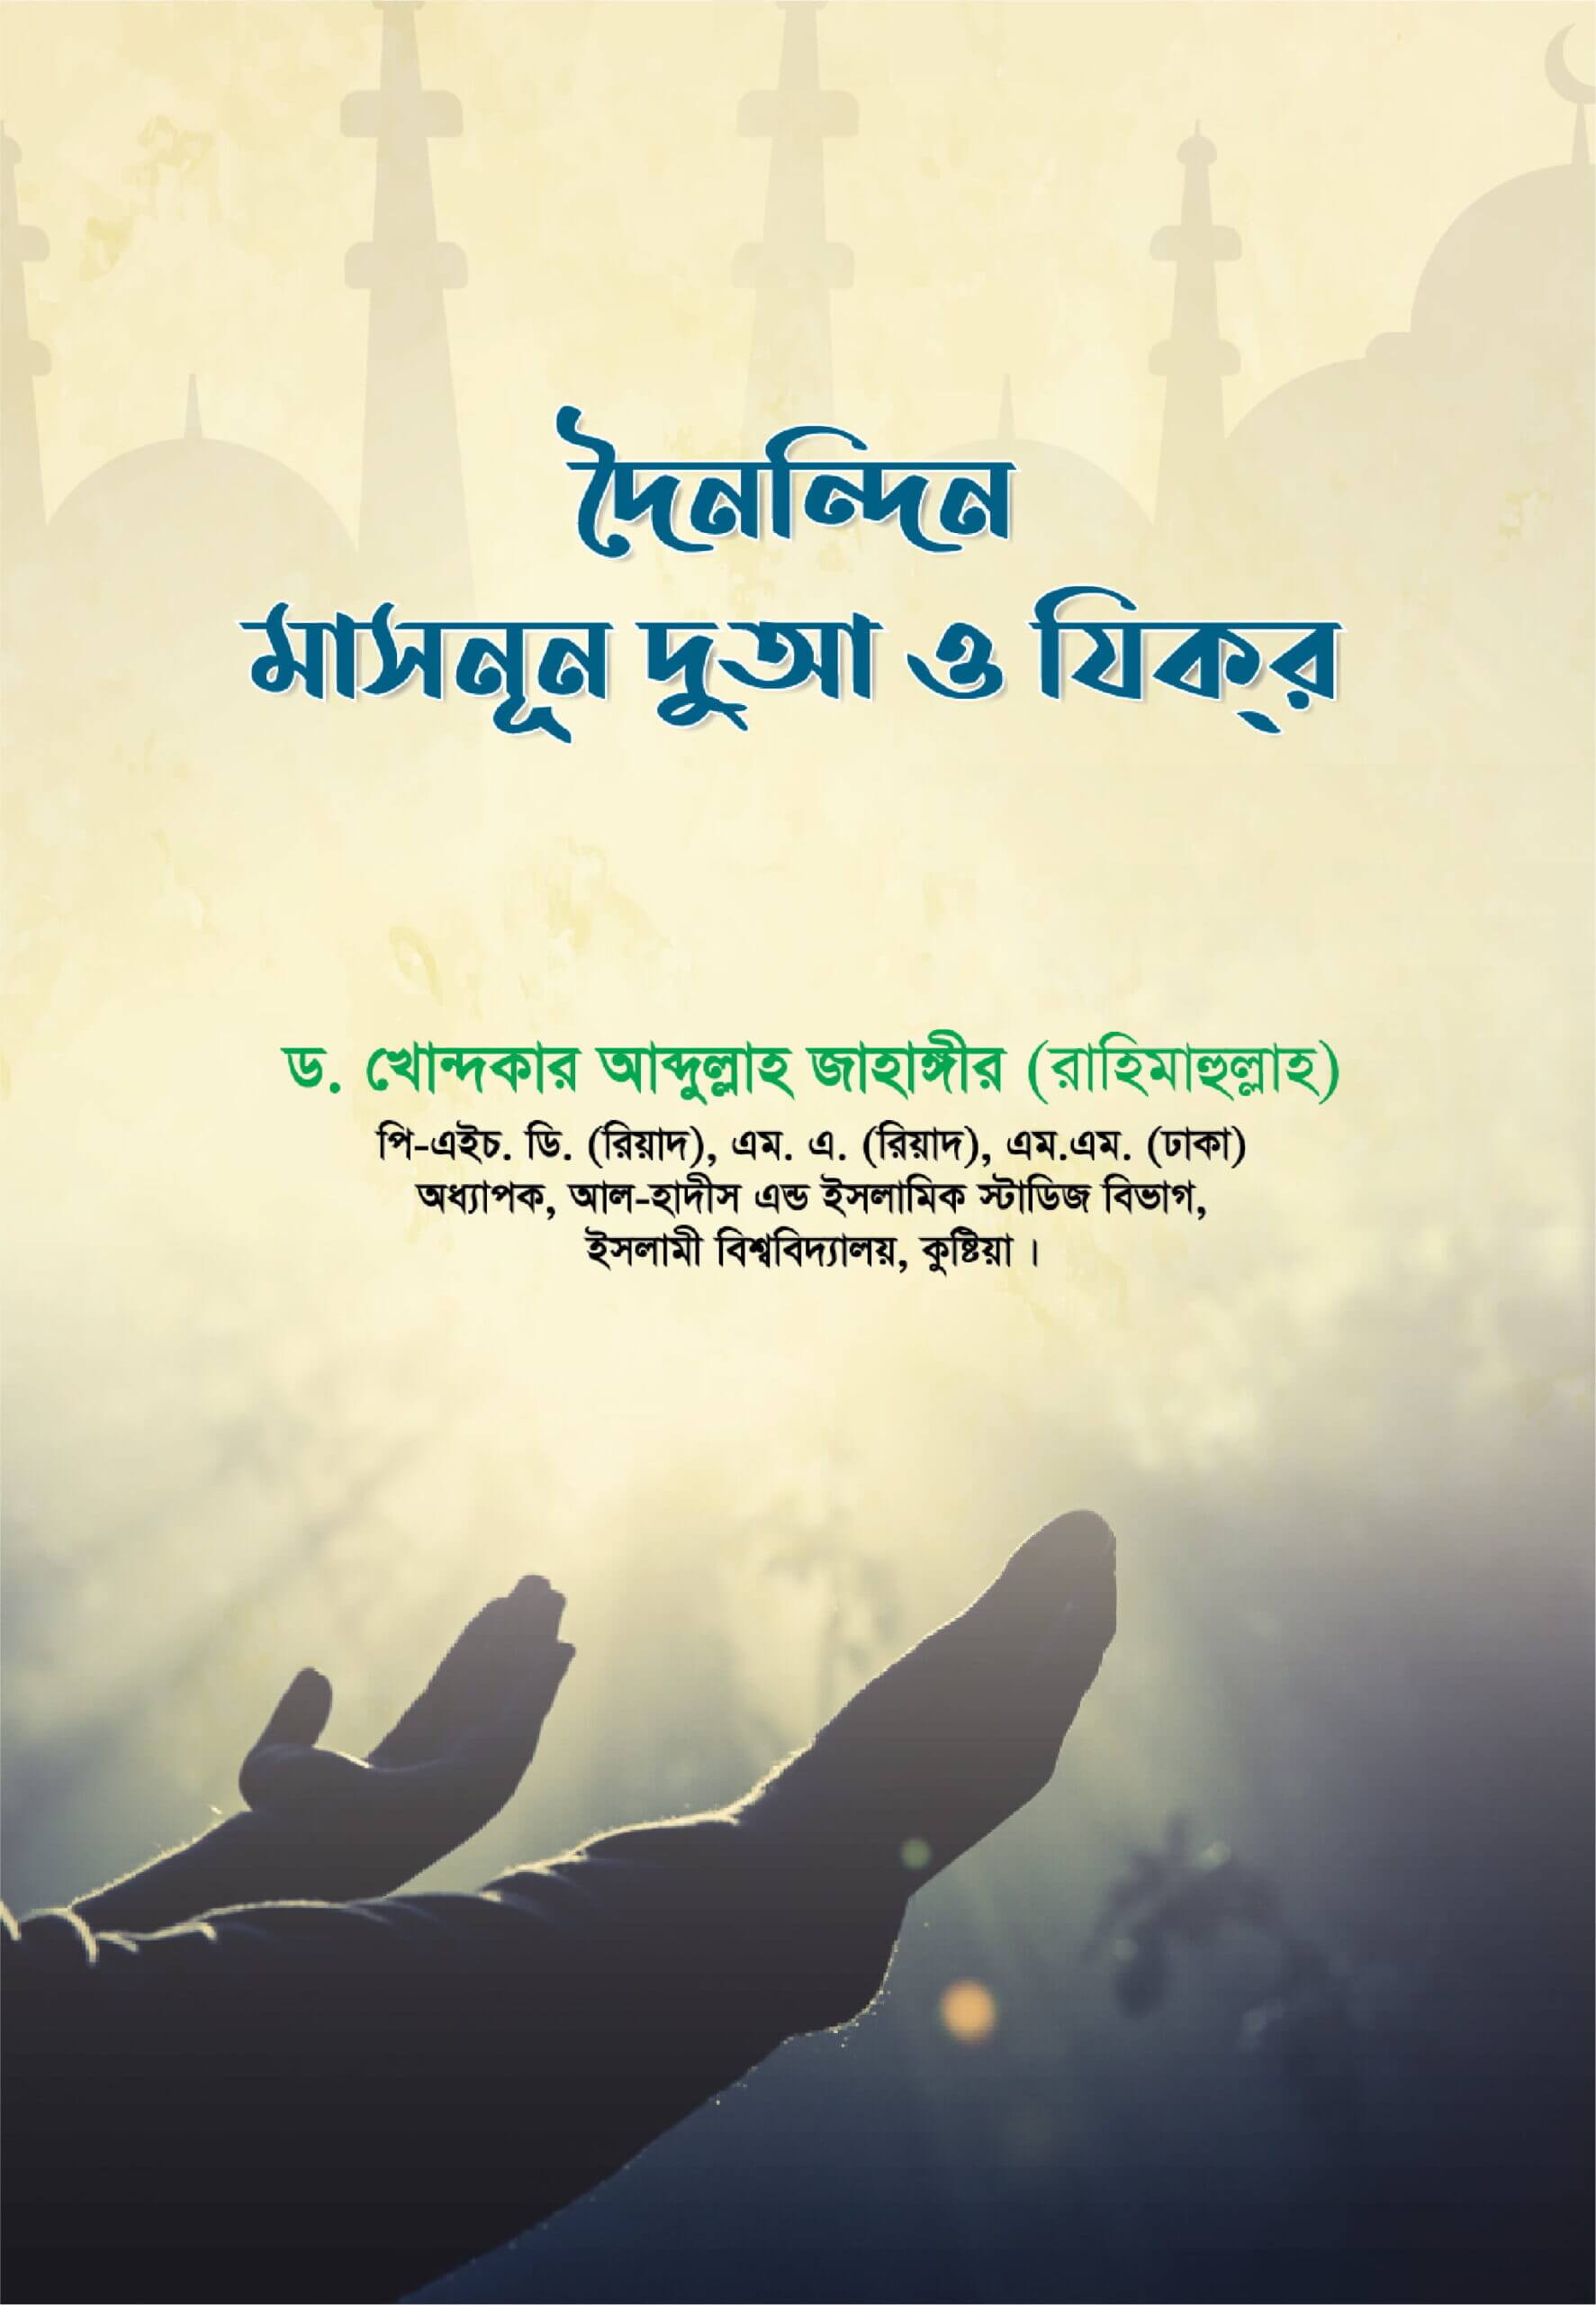 দৈনন্দিন
মাসনূন দুআ ও যিক্‌র
ড. খোন্দকার আব্দুল্লাহ জাহাঙ্গীর (রাহিমাহুল্লাহ)
পি-এইচ. ডি. (রিয়াদ), এম. এ. (রিয়াদ), এম.এম. (ঢাকা)
অধ্যাপক, আল-হাদীস এন্ড ইসলামিক স্টাডিজ বিভাগ,
ইসলামী বিশ্ববিদ্যালয়, কুষ্টিয়া ।